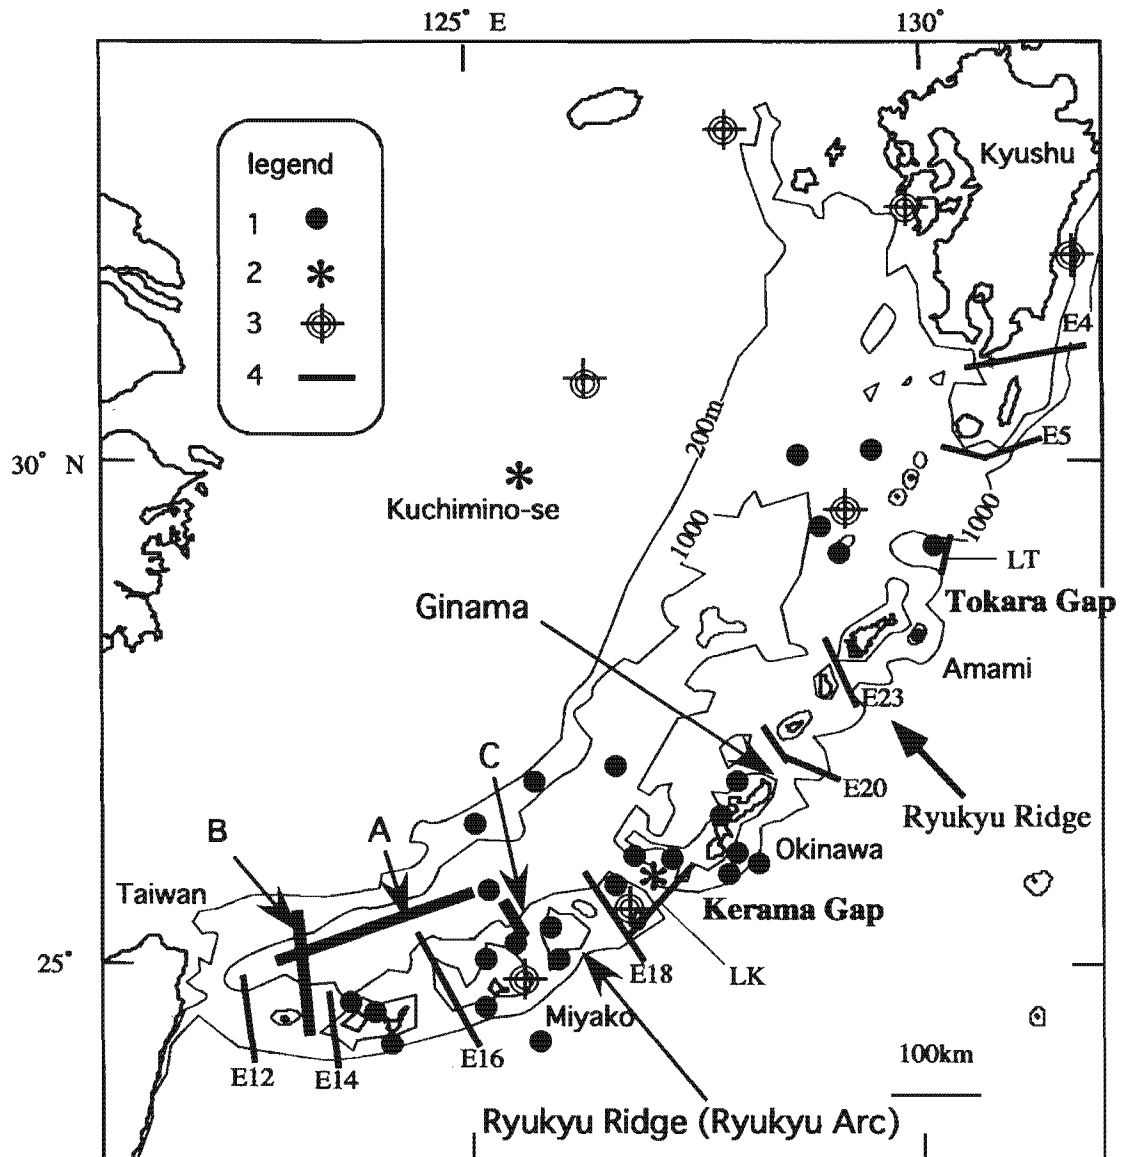 125° E
130°
legend
1
2
3
4
Kyushu
E4
200m
E5
30° N
Kuchimino-se
1000
1000
LT
Ginama
Tokara Gap
Amami
E23
C
E20
B
A
Ryukyu Ridge
Okinawa
Taiwan
Kerama Gap
25°
E18
LK
Miyako
E16
100km
E12
E14
Ryukyu Ridge (Ryukyu Arc)